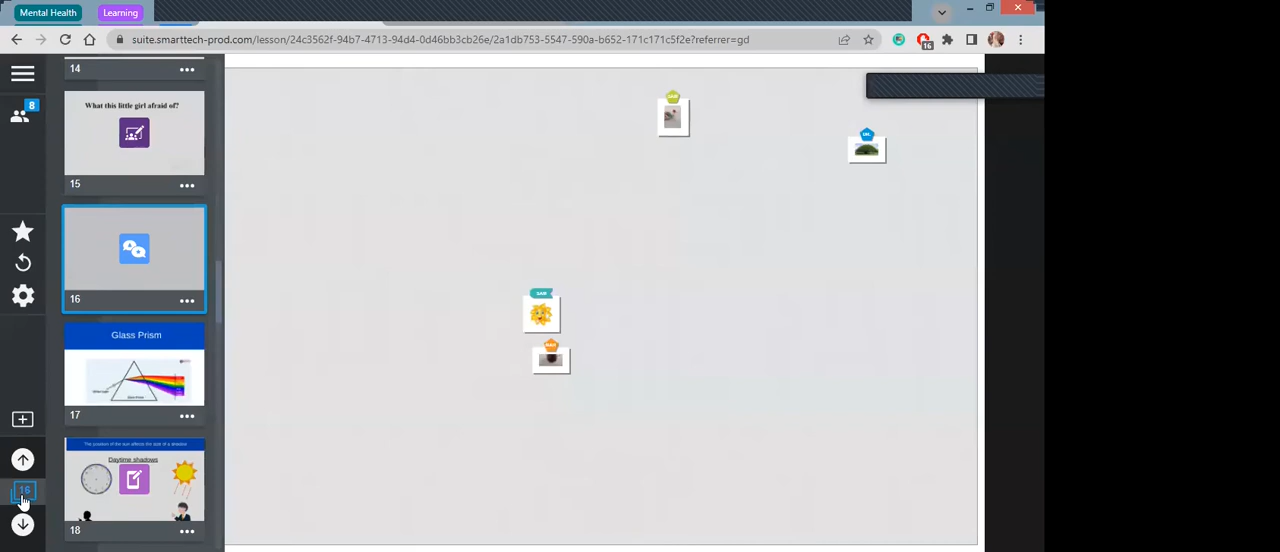 Mental Health
Learning
suite.smarttech-prod.com/lesson/24c3562f-94b7-4713-94d4-0d46bb3cb26e/2a1db753-5547-590a-b652-171c171c5f2e?referrer=gd
16
14
8
What this little girl afraid of?
15
16
Glass Prism
17
The position of the sun affects the size of a shadow
Daytime shadows
16
18